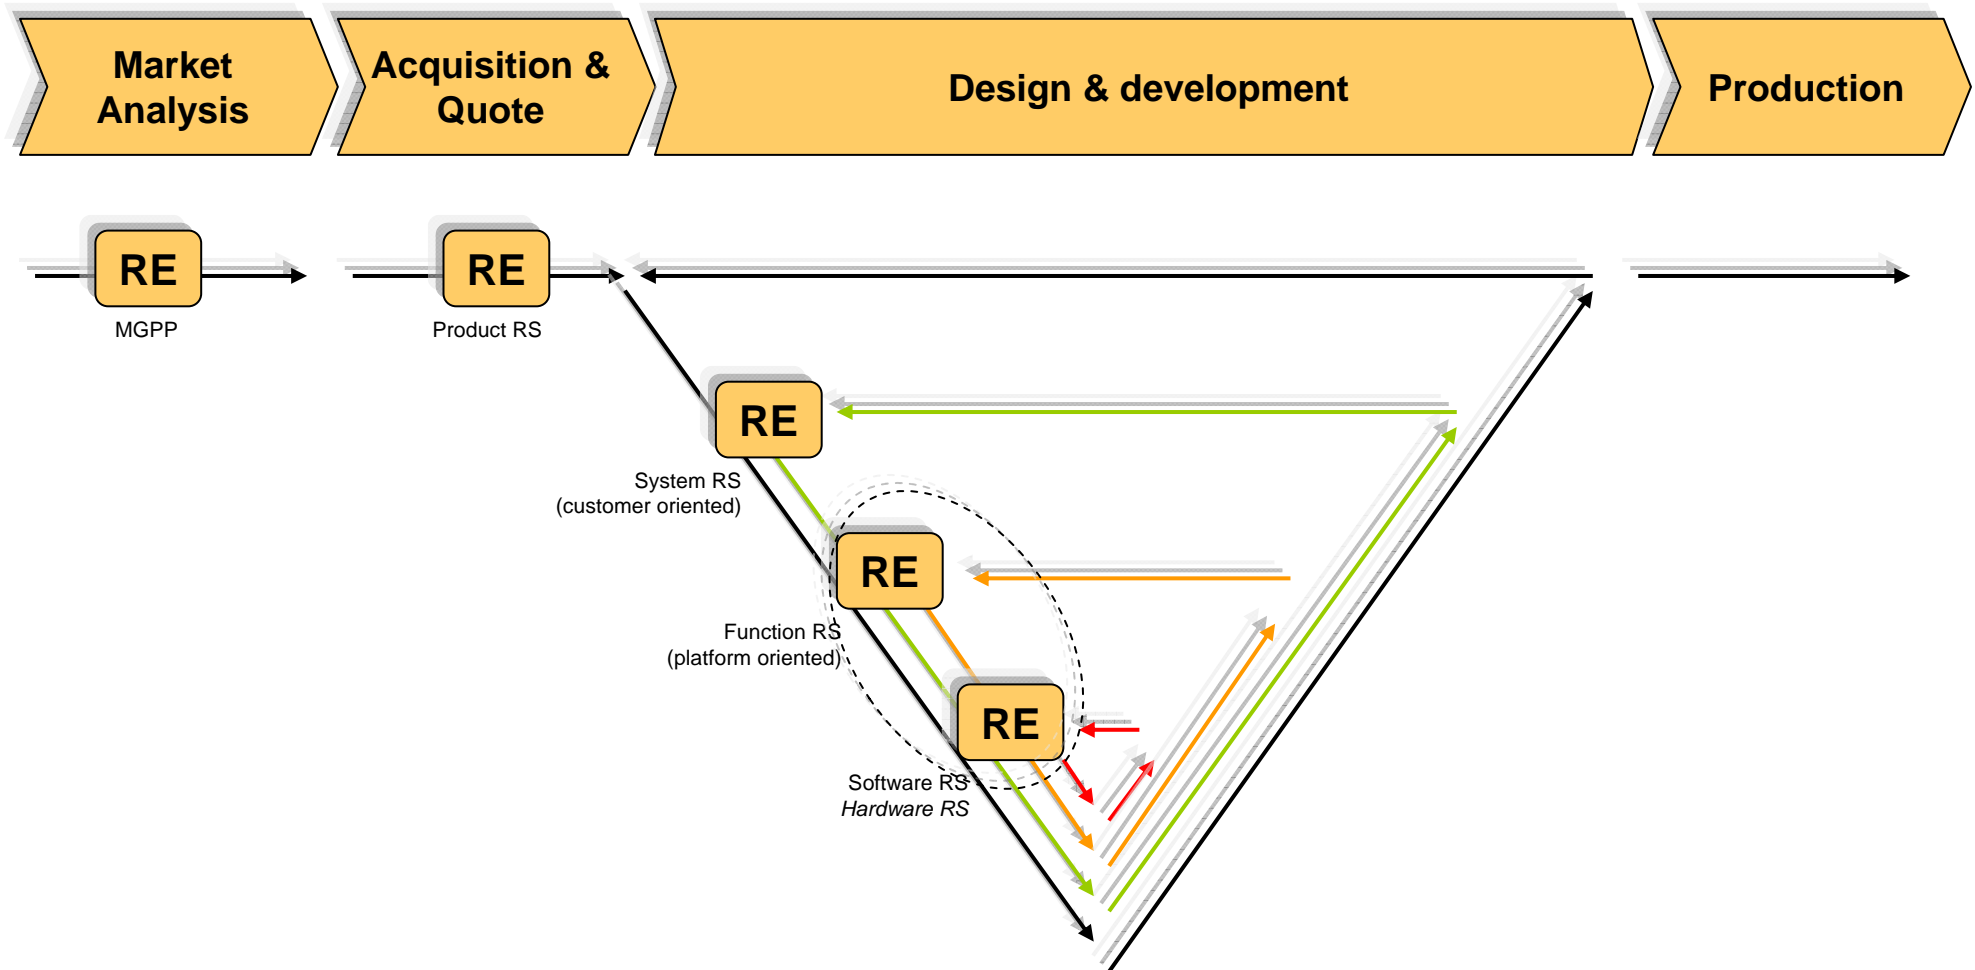 Market
Analysis
Acquisition &
Quote
Design & development
Production
RE
MGPP
RE
Product RS
RE
System RS
(customer oriented)
RE
Function RS
(platform oriented)
RE
Software RS
Hardware RS